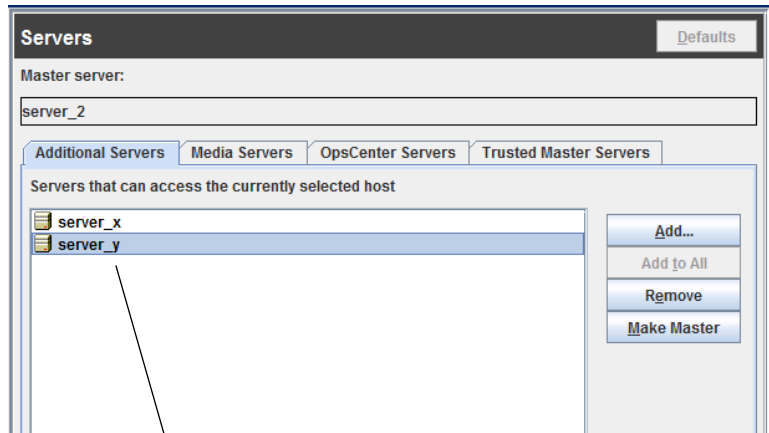 Servers
Defaults
Master server:
server_2
Additional Servers
Media Servers
OpsCenter Servers
Trusted Master Servers
Servers that can access the currently selected host
server_x
server_y
Add...
Add to All
Remove
Make Master